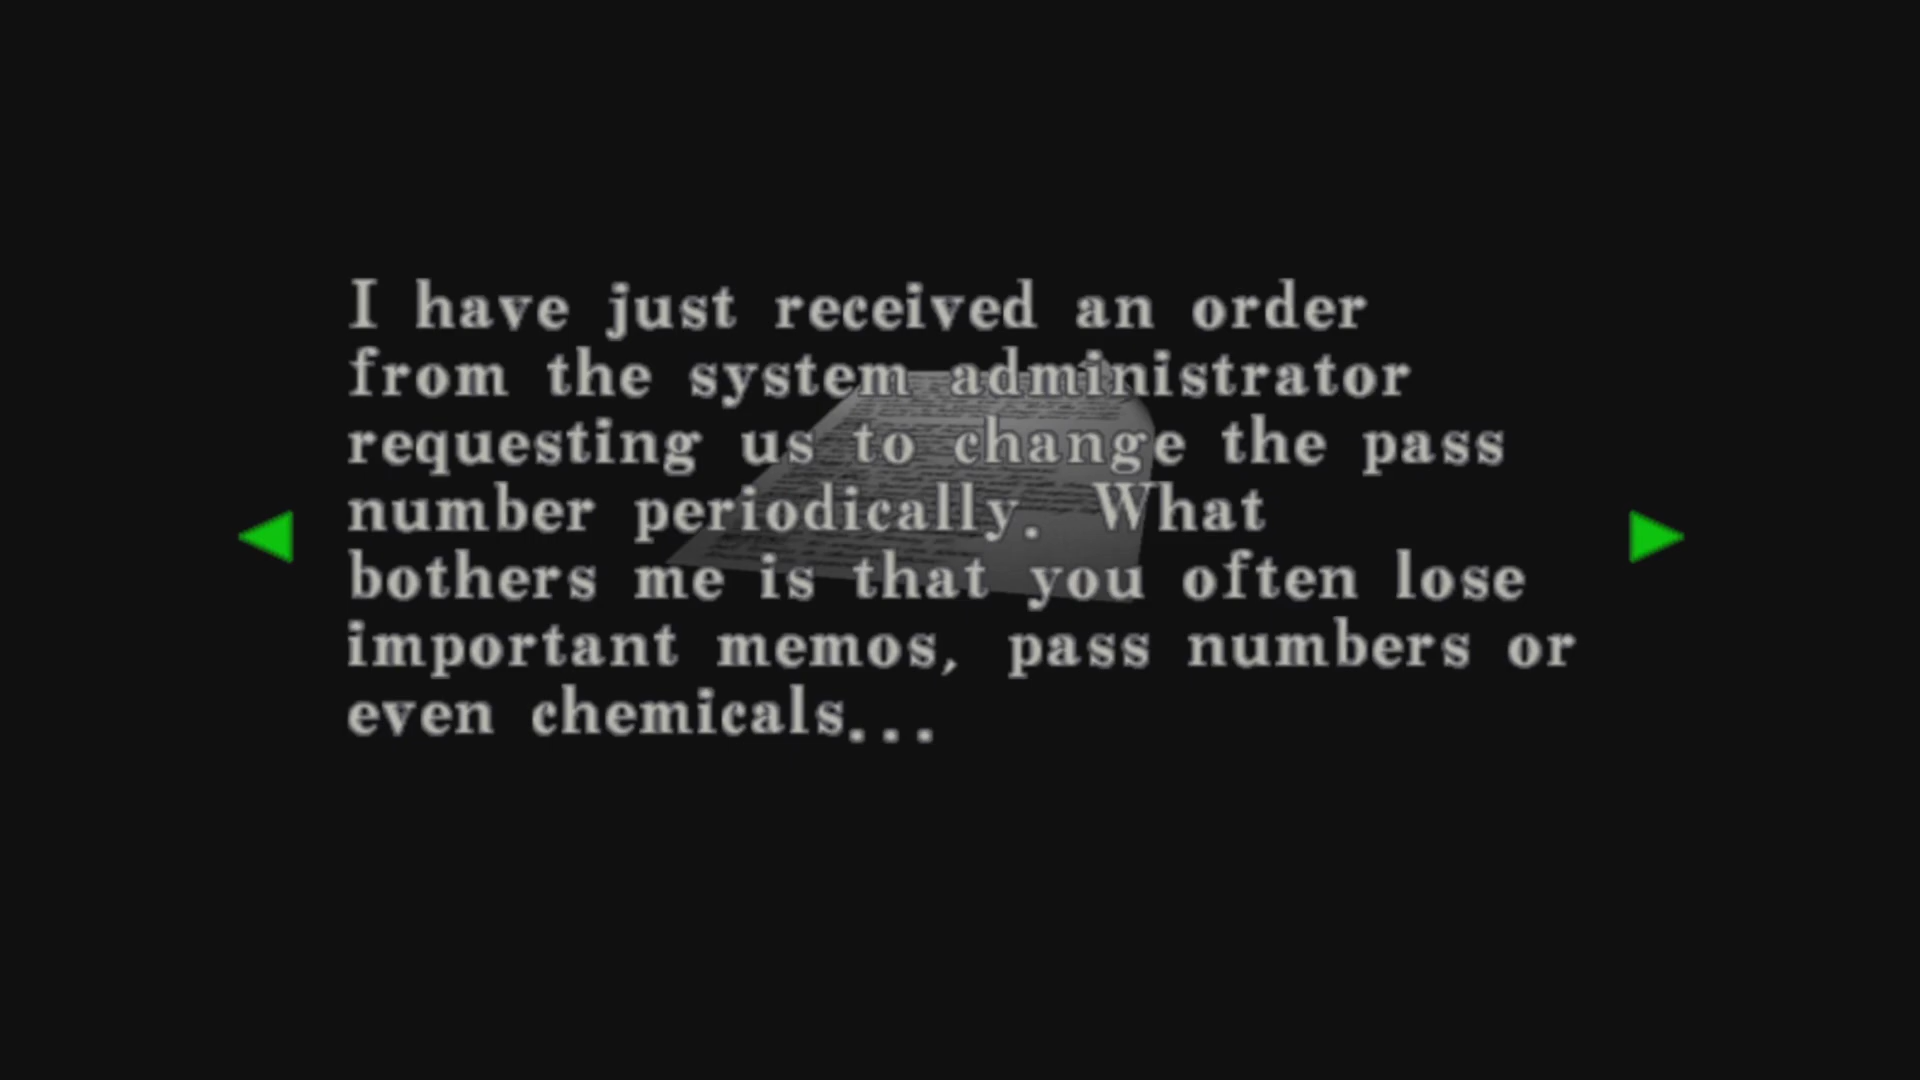 I have just received an order
from the system administrator
requesting us to change the pass
number periodically. What
bothers me is that you often lose
important memos, pass numbers or
even chemicals...